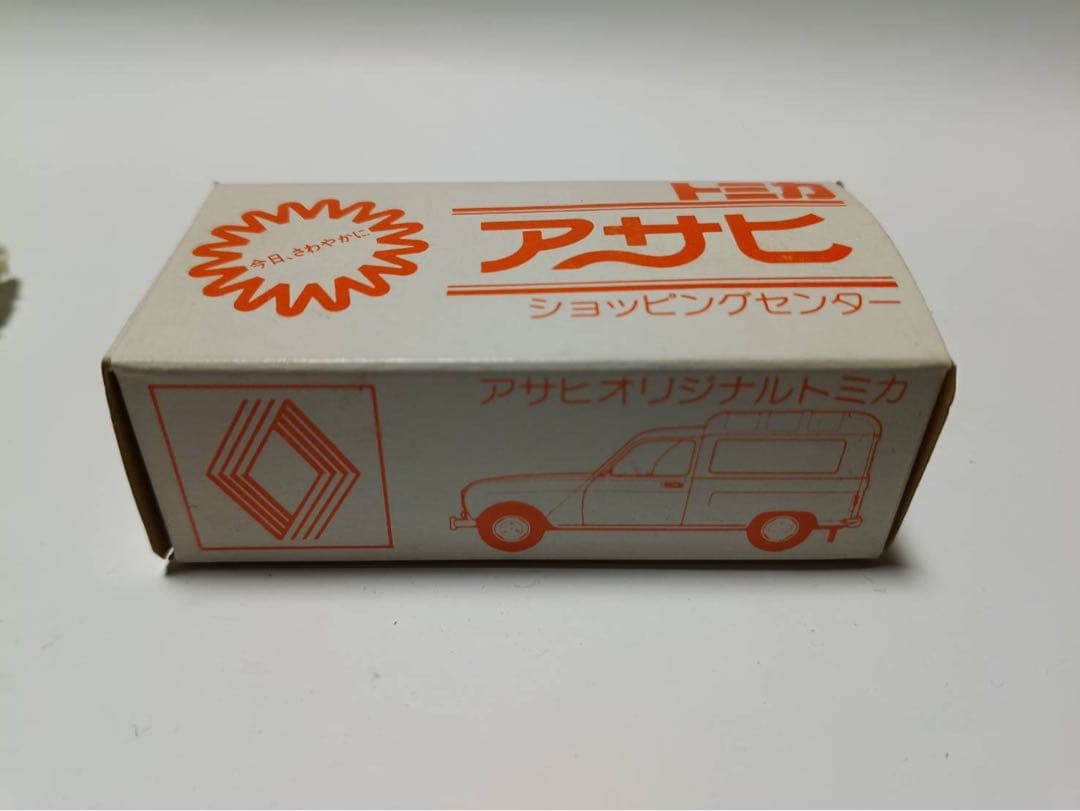 今日、さわやかに
トミカ
アサヒ
ショッピングセンター
アサヒオリジナルトミカ